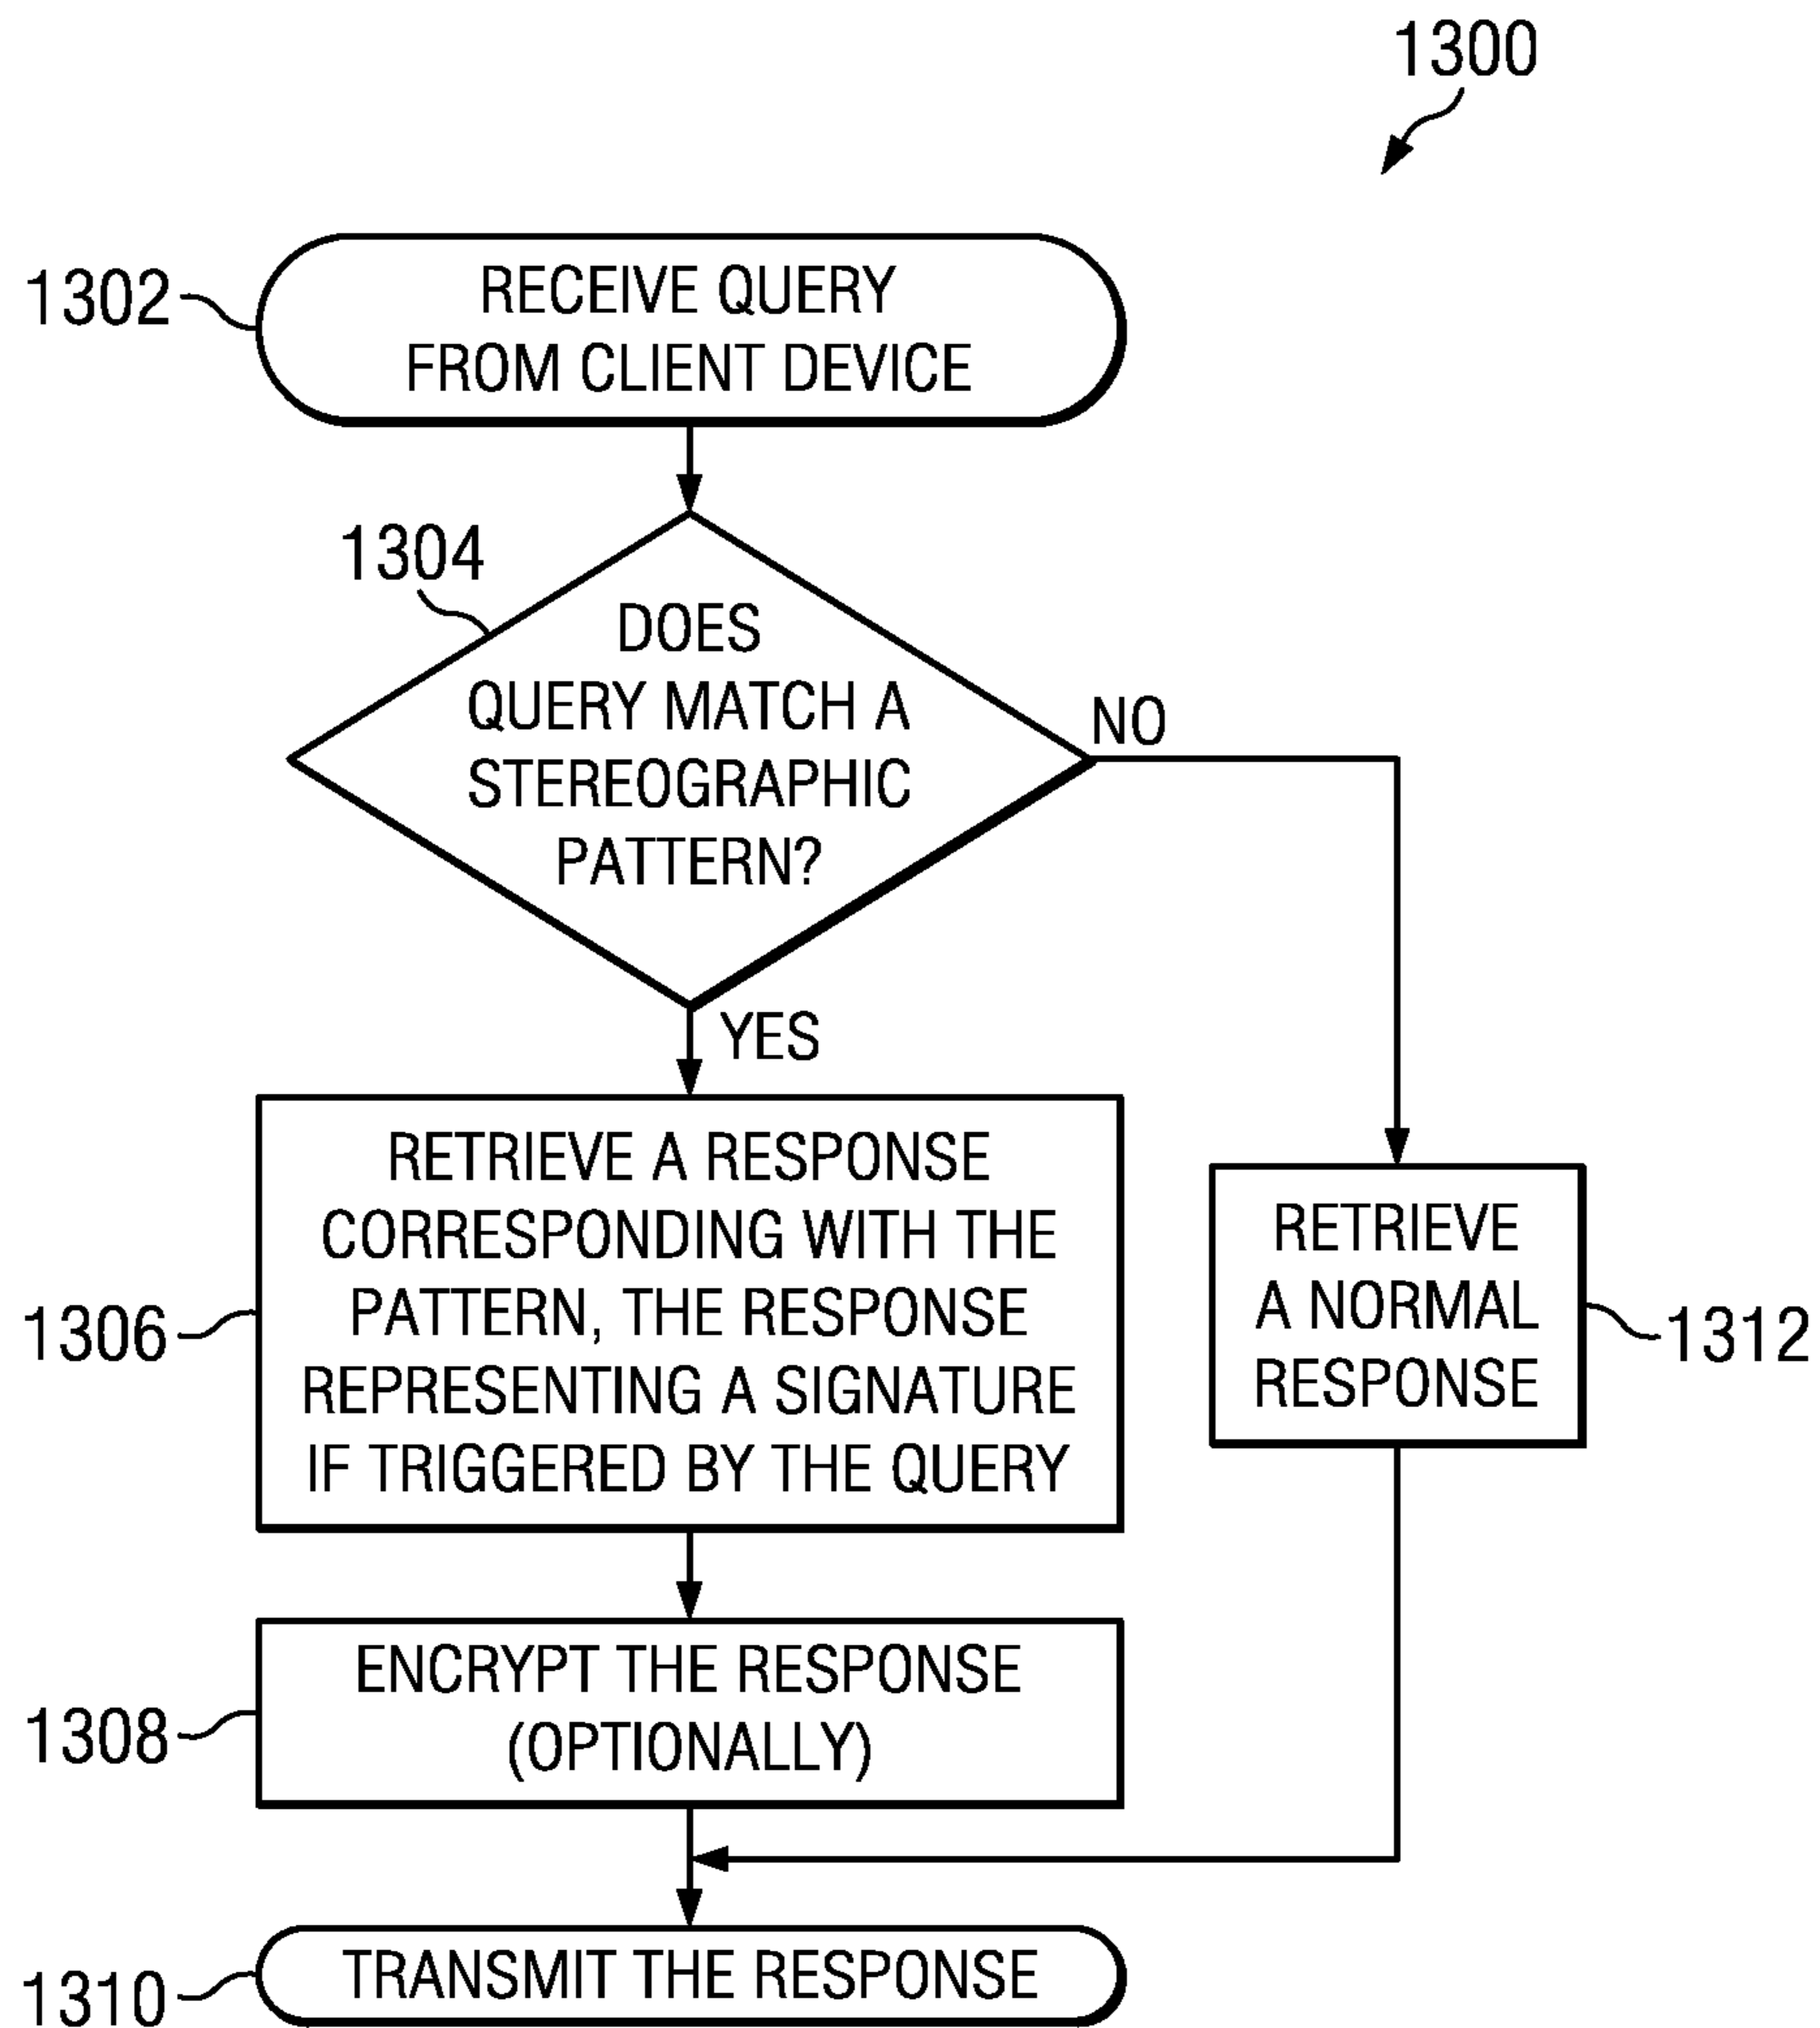 1300
1302
RECEIVE QUERY
FROM CLIENT DEVICE
1304
DOES
QUERY MATCH A
STEREOGRAPHIC
PATTERN?
NO
YES
1306
RETRIEVE A RESPONSE
CORRESPONDING WITH THE
PATTERN, THE RESPONSE
REPRESENTING A SIGNATURE
IF TRIGGERED BY THE QUERY
RETRIEVE
A NORMAL
RESPONSE
1312
1308
ENCRYPT THE RESPONSE
(OPTIONALLY)
1310
TRANSMIT THE RESPONSE